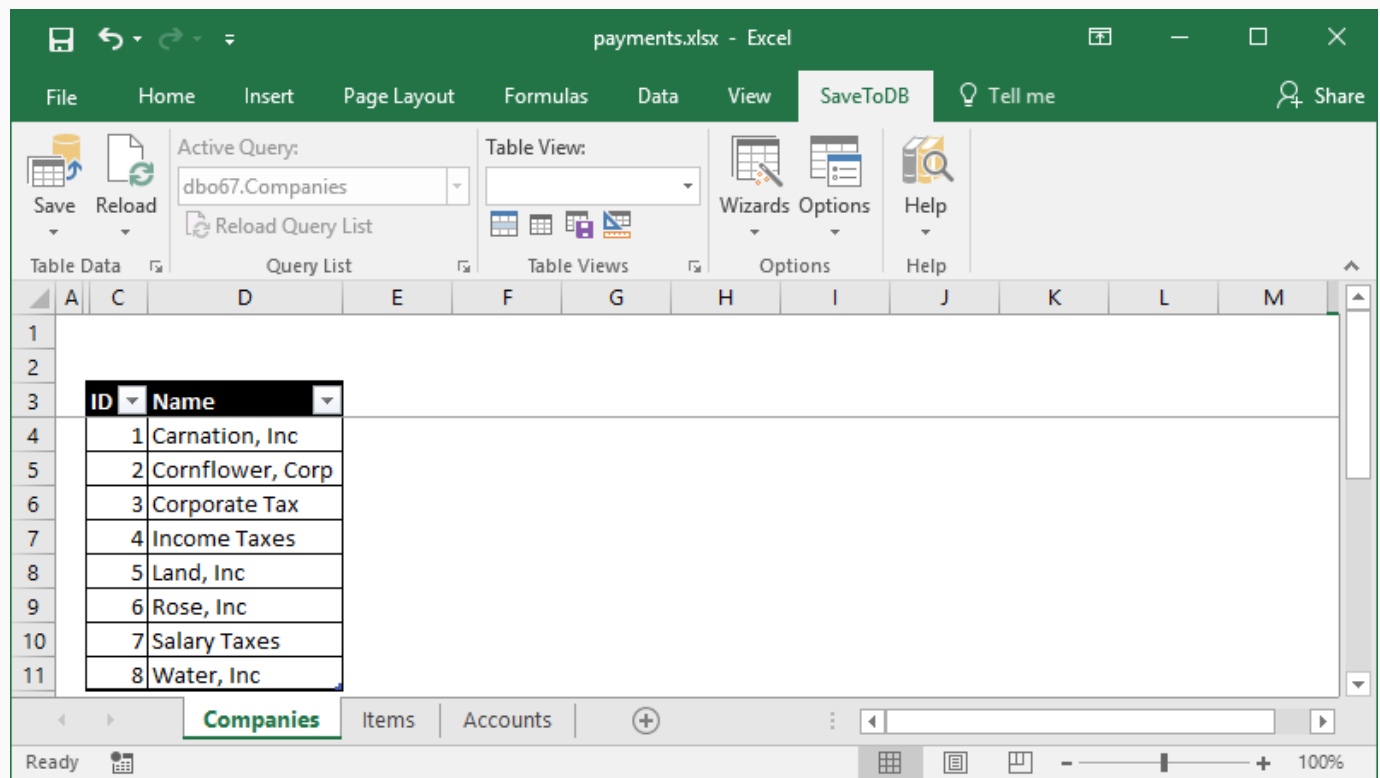 payments.xlsx - Excel
File Home Insert Page Layout Formulas Data View SaveToDB Tell me Share
Active Query: Table View:
dbo67.Companies
Save Reload Wizards Options Help
Reload Query List
Table Data Query List Table Views Options Help
A C D E F G H I J K L M
1
2
3 ID Name
4 1 Carnation, Inc
5 2 Cornflower, Corp
6 3 Corporate Tax
7 4 Income Taxes
8 5 Land, Inc
9 6 Rose, Inc
10 7 Salary Taxes
11 8 Water, Inc
Companies Items Accounts
Ready 100%